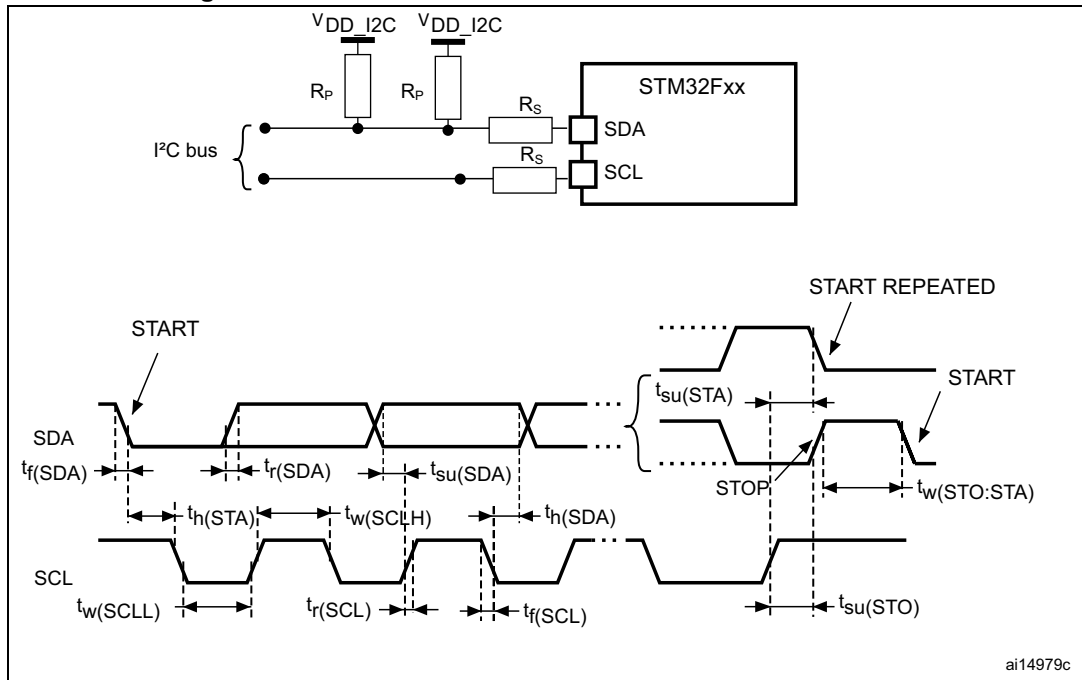 VDD_I2C VDD_I2C
RP RP
STM32Fxx
RS
SDA
I²C bus
RS
SCL
START REPEATED
START
tsu(STA)
START
SDA
tf(SDA) tr(SDA) tsu(SDA)
STOP
tw(STO:STA)
th(STA) tw(SCLH) th(SDA)
SCL
tw(SCLL) tr(SCL) tf(SCL) tsu(STO)
ai14979c